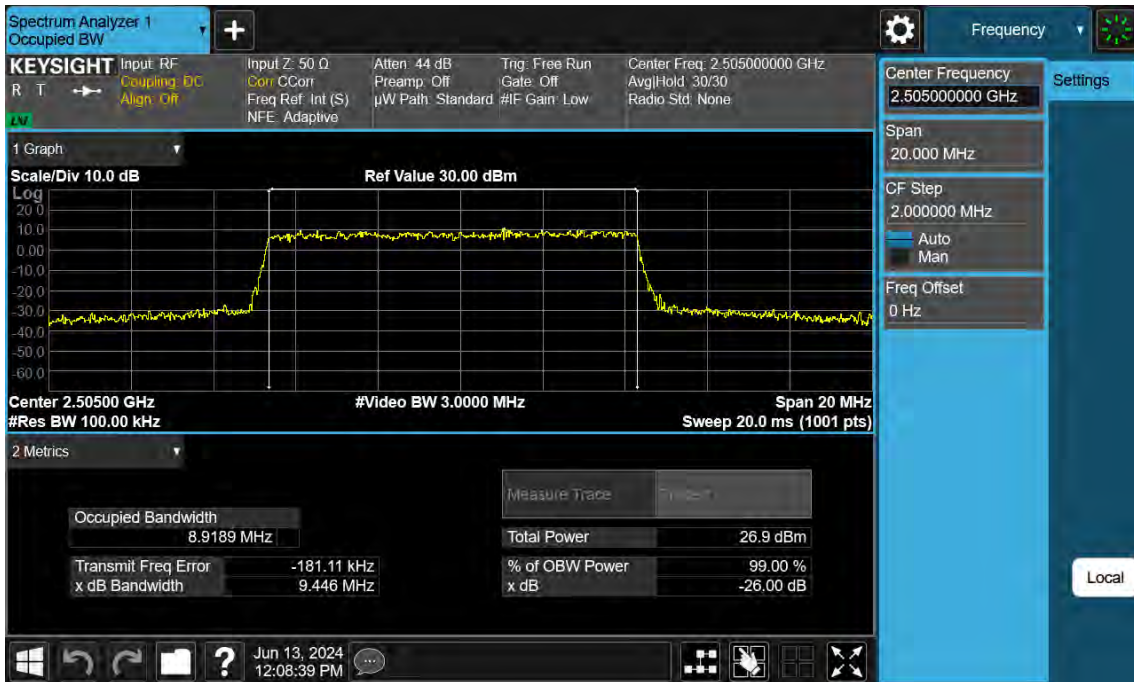 Spectrum Analyzer 1
Occupied BW
Frequency
KEYSIGHT
R T
Input: RF
Coupling: DC
Align: Off
Input Z: 50 Ω
Corr CCorr
Freq Ref: Int (S)
NFE: Adaptive
Atten: 44 dB
Preamp: Off
µW Path: Standard
Trig: Free Run
Gate: Off
#IF Gain: Low
Center Freq: 2.505000000 GHz
Avg|Hold: 30/30
Radio Std: None
Center Frequency
2.505000000 GHz
Settings
Span
20.000 MHz
CF Step
2.000000 MHz
Auto
Man
Freq Offset
0 Hz
Local
1 Graph
Scale/Div 10.0 dB
Ref Value 30.00 dBm
Log
20.0
10.0
0.00
-10.0
-20.0
-30.0
-40.0
-50.0
-60.0
Center 2.50500 GHz
#Video BW 3.0000 MHz
Span 20 MHz
#Res BW 100.00 kHz
Sweep 20.0 ms (1001 pts)
2 Metrics
Measure Trace
Occupied Bandwidth
8.9189 MHz
Total Power 26.9 dBm
Transmit Freq Error -181.11 kHz
% of OBW Power 99.00 %
x dB Bandwidth 9.446 MHz
x dB -26.00 dB
?
Jun 13, 2024
12:08:39 PM